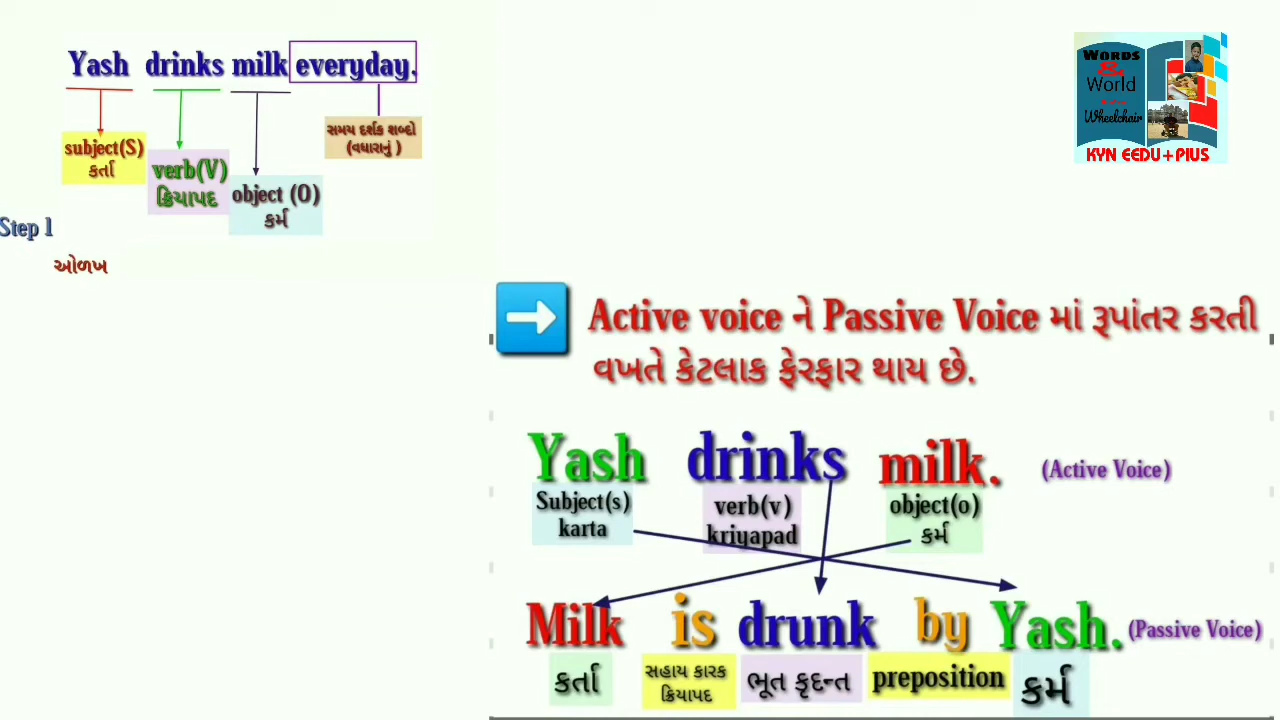 Yash drinks milk everyday.
subject(S)
કર્તા
verb(V)
ક્રિયાપદ
object (O)
કર્મ
સમય દર્શક શબ્દો
(વધારાનું )
Step 1
ઓળખ
WORDS
&
World
Wheelchair
KYN EEDU+PlUS
Active voice ને Passive Voice માં રૂપાંતર કરતી
વખતે કેટલાક ફેરફાર થાય છે.
Yash drinks milk. (Active Voice)
Subject(s) verb(v) object(o)
karta kriyapad કર્મ
Milk is drunk by Yash. (Passive Voice)
કર્તા સહાય કારક ક્રિયાપદ ભૂત કૃદન્ત preposition કર્મ